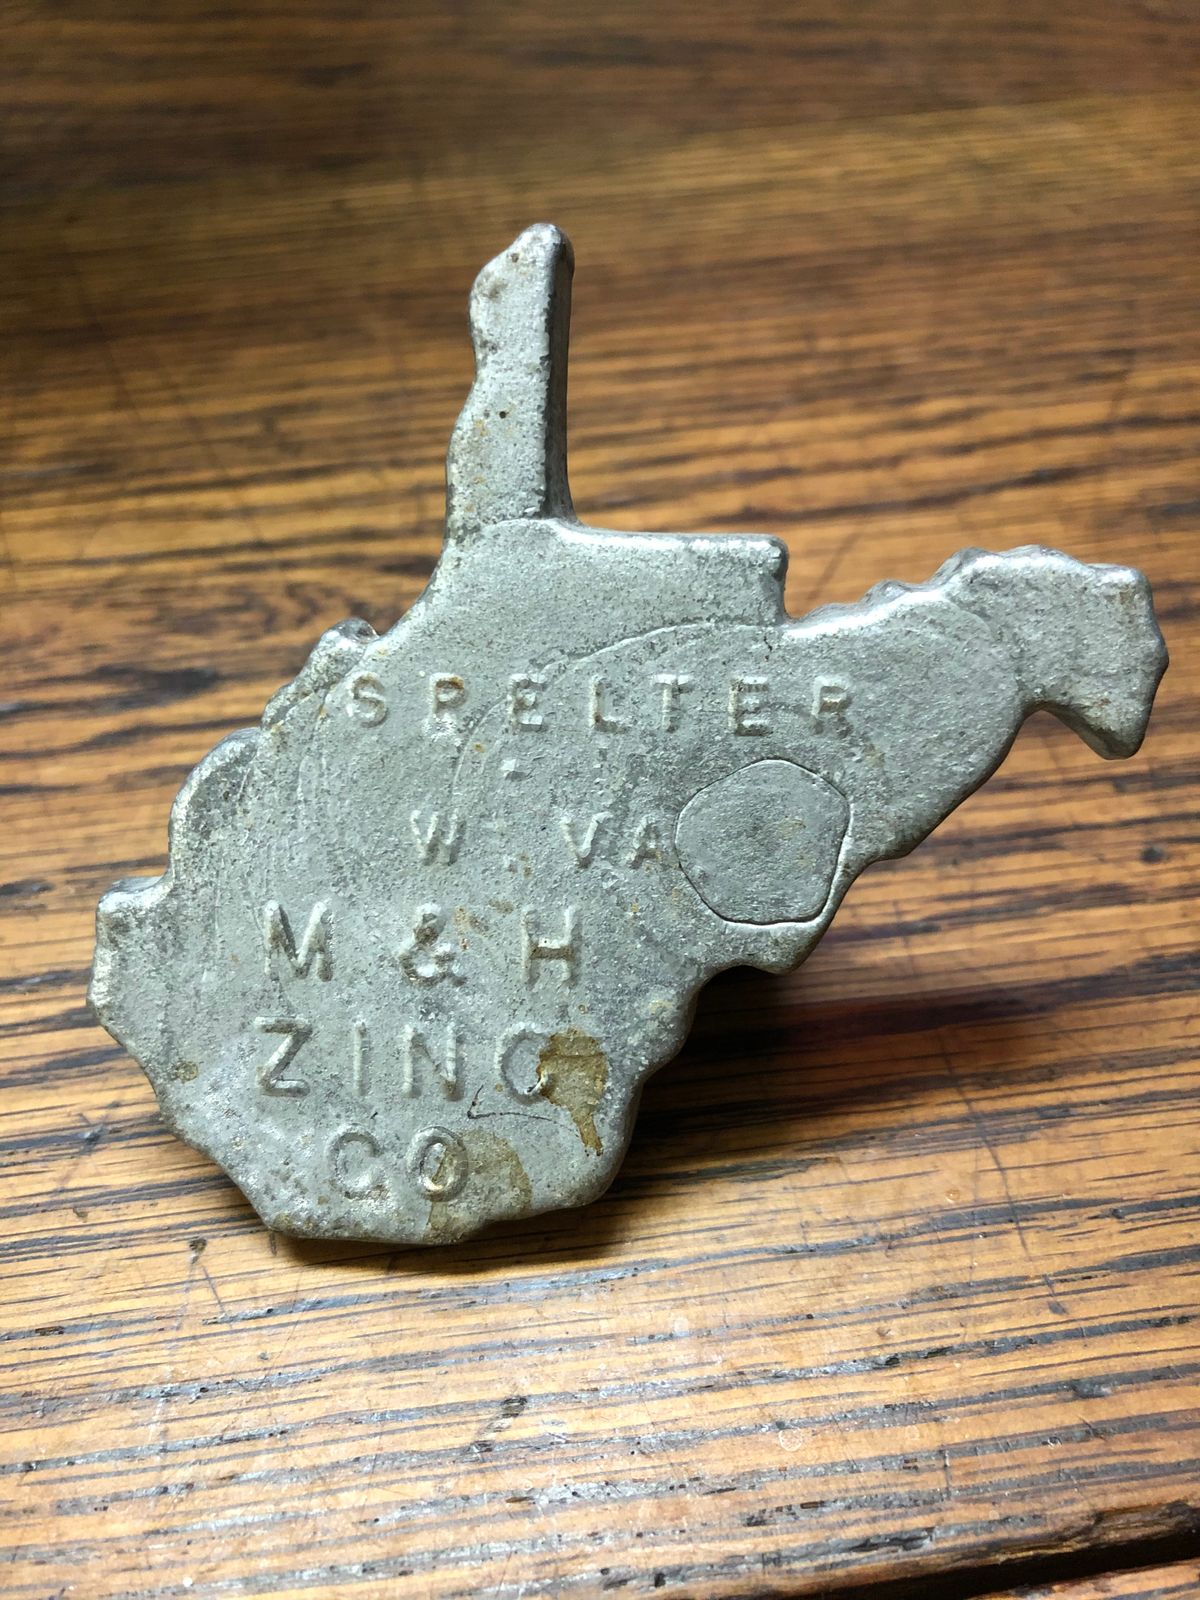 SPELTER
W VA
M & H
ZINC
CO